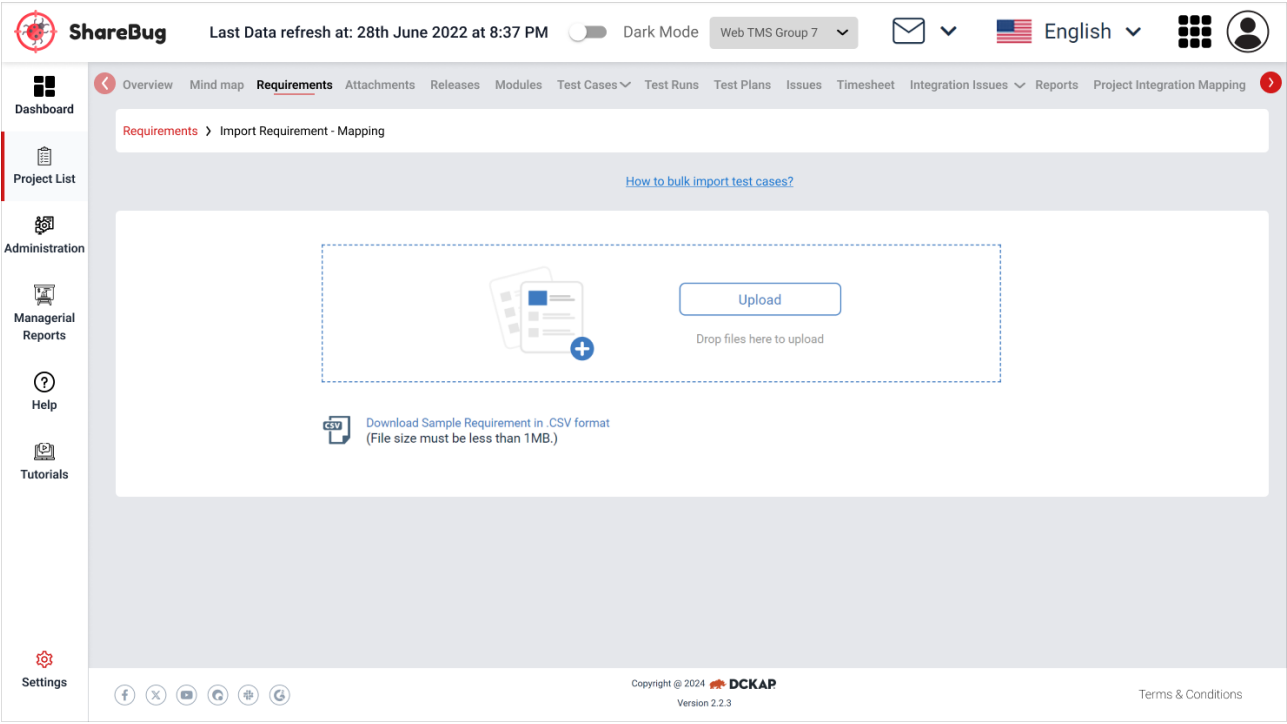 ShareBug
Last Data refresii at: 28th June 2022 at 8:37 PM
Dark Mode
Web TMS Group 7
English
Dashboard
Project List
Administration
Managerial
Reports
Help
Tutorials
Settings
Overview Mind map Requirements Attachments Releases Modules Test Cases Test Runs Test Plans Issues Timesheet Integration Issues Reports Project Integration Mapping
Requirements > Import Requirement - Mapping
How to bulk import test cases?
Upload
Drop files here to upload
CSV
Download Sample Requirement in .CSV format
(File size must be less than 1MB.)
Copyright @ 2024 DCKAP
Version 2.2.3
Terms & Conditions